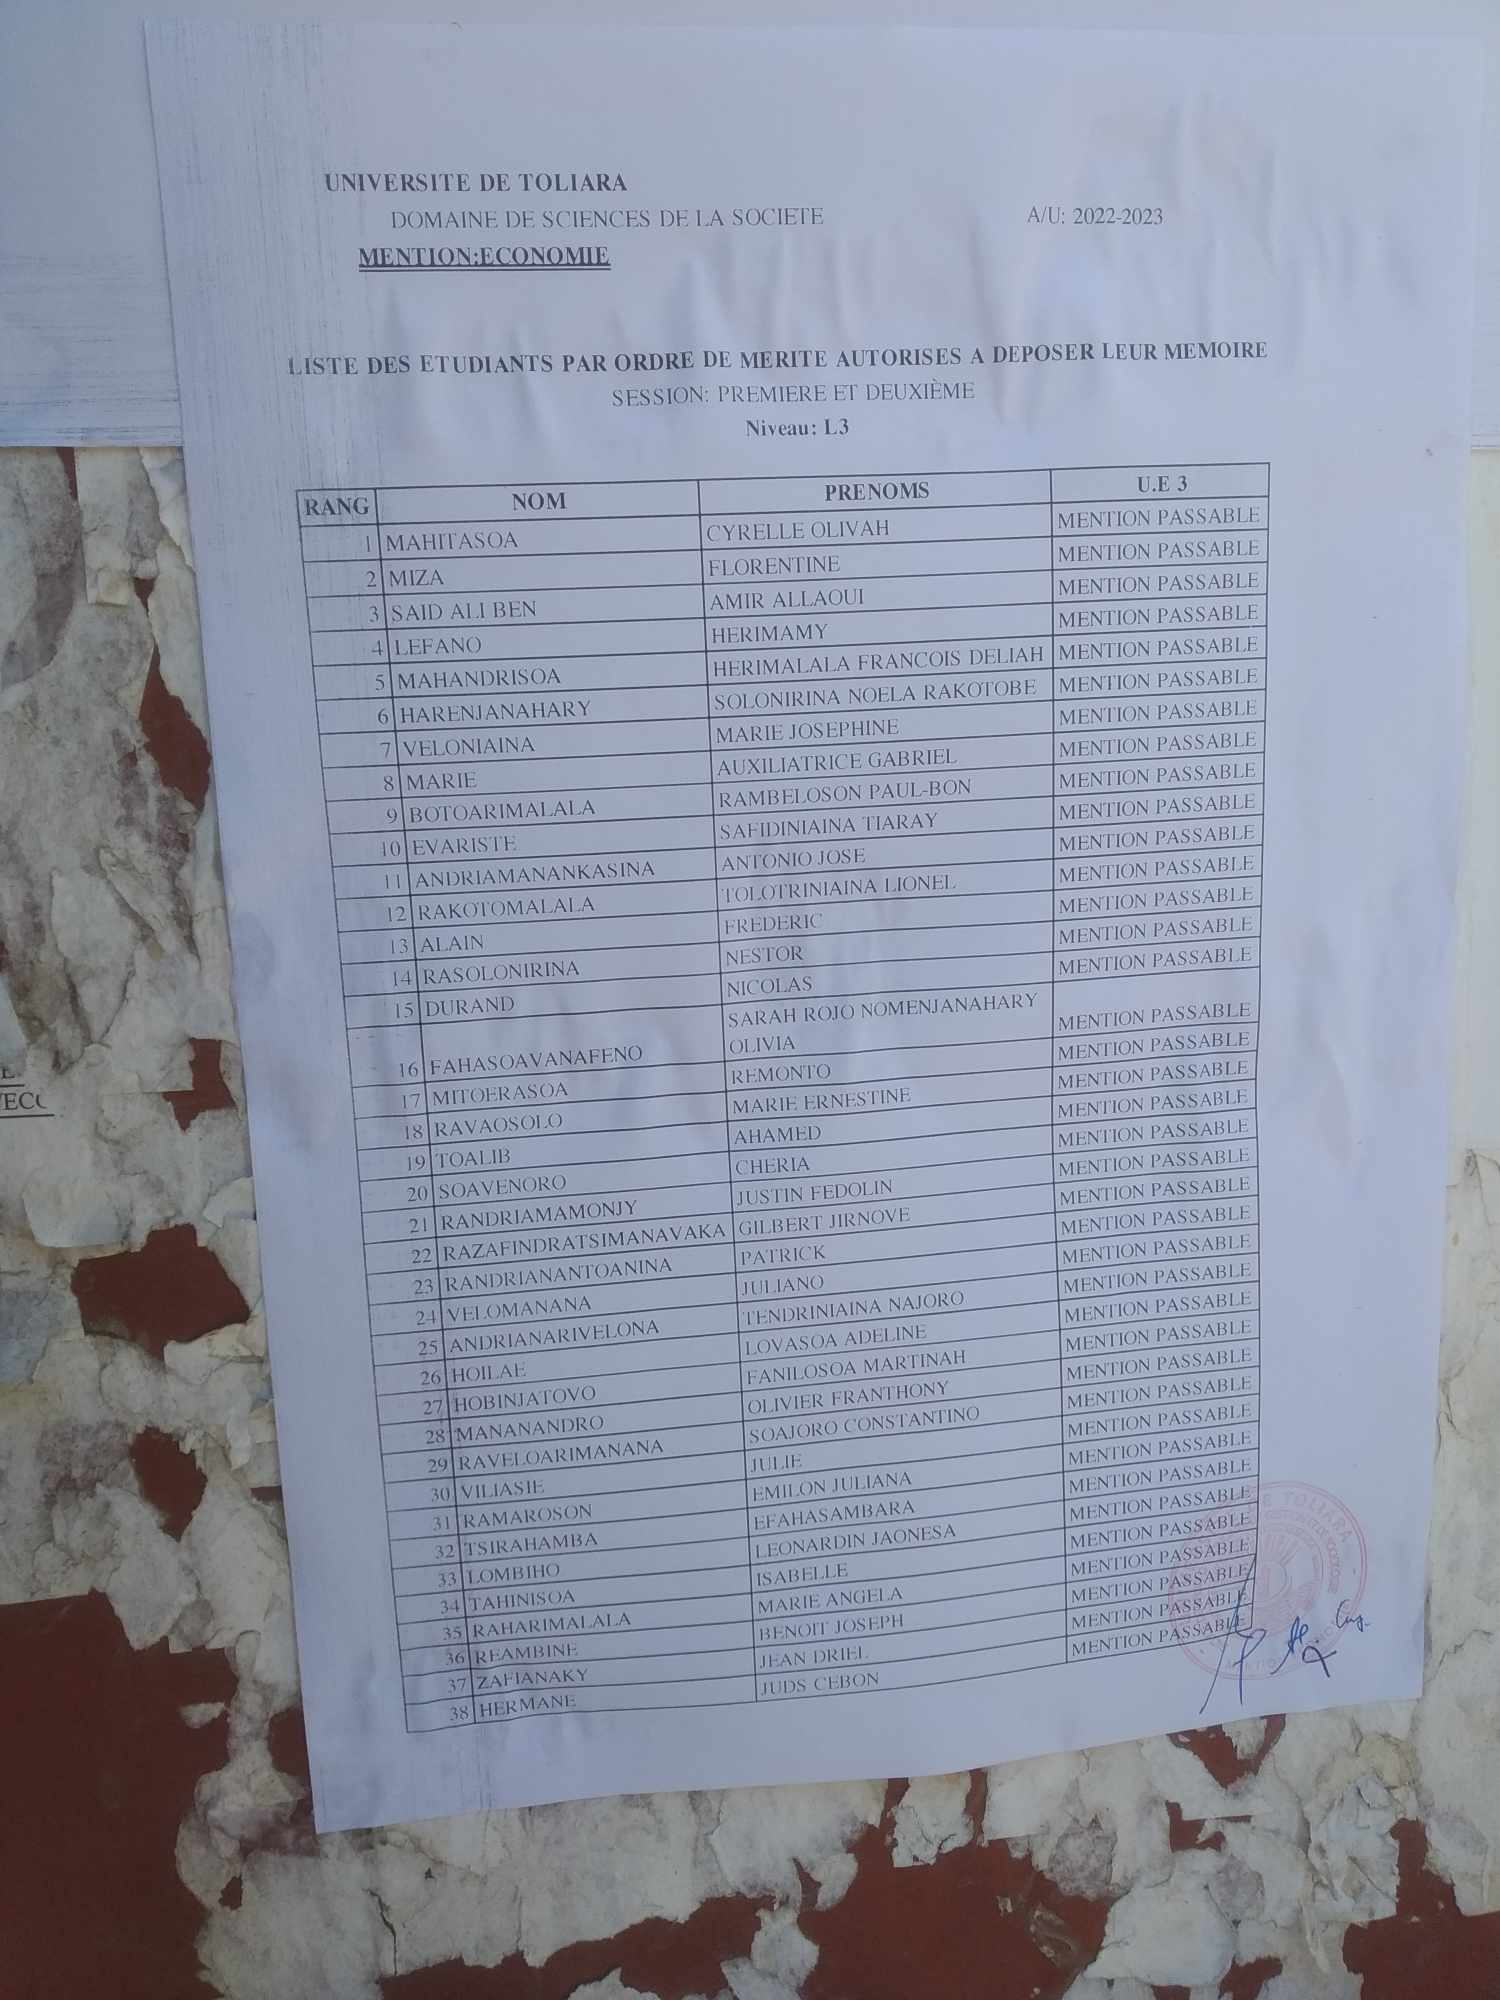 UNIVERSITE DE TOLIARA
DOMAINE DE SCIENCES DE LA SOCIETE A/U: 2022-2023
MENTION:ECONOMIE
LISTE DES ETUDIANTS PAR ORDRE DE MERITE AUTORISES A DEPOSER LEUR MEMOIRE
SESSION: PREMIERE ET DEUXIÈME
Niveau: L3
RANG NOM PRENOMS U.E 3
1 MAHITASOA CYRELLE OLIVAH MENTION PASSABLE
2 MIZA FLORENTINE MENTION PASSABLE
3 SAID ALI BEN AMIR ALLAOUI MENTION PASSABLE
4 LEFANO HERIMAMY MENTION PASSABLE
5 MAHANDRISOA HERIMALALA FRANCOIS DELIAH MENTION PASSABLE
6 HARENJANAHARY SOLONIRINA NOELA RAKOTOBE MENTION PASSABLE
7 VELONIAINA MARIE JOSEPHINE MENTION PASSABLE
8 MARIE AUXILIATRICE GABRIEL MENTION PASSABLE
9 BOTOARIMALALA RAMBELOSON PAUL-BON MENTION PASSABLE
10 EVARISTE SAFIDINIAINA TIARAY MENTION PASSABLE
11 ANDRIAMANANKASINA ANTONIO JOSE MENTION PASSABLE
12 RAKOTOMALALA TOLOTRINIAINA LIONEL MENTION PASSABLE
13 ALAIN FREDERIC MENTION PASSABLE
14 RASOLONIRINA NESTOR MENTION PASSABLE
15 DURAND NICOLAS MENTION PASSABLE
SARAH ROJO NOMENJANAHARY
16 FAHASOAVANAFENO OLIVIA MENTION PASSABLE
17 MITOERASOA REMONTO MENTION PASSABLE
18 RAVAOSOLO MARIE ERNESTINE MENTION PASSABLE
19 TOALIB AHAMED MENTION PASSABLE
20 SOAVENORO CHERIA MENTION PASSABLE
21 RANDRIAMAMONJY JUSTIN FEDOLIN MENTION PASSABLE
22 RAZAFINDRATSIMANAVAKA GILBERT JIRNOVE MENTION PASSABLE
23 RANDRIANANTOANINA PATRICK MENTION PASSABLE
24 VELOMANANA JULIANO MENTION PASSABLE
25 ANDRIANARIVELONA TENDRINIAINA NAJORO MENTION PASSABLE
26 HOILAE LOVASOA ADELINE MENTION PASSABLE
27 HOBINJATOVO FANILOSOA MARTINAH MENTION PASSABLE
28 MANANANDRO OLIVIER FRANTHONY MENTION PASSABLE
29 RAVELOARIMANANA SOAJORO CONSTANTINO MENTION PASSABLE
30 VILIASIE JULIE MENTION PASSABLE
31 RAMAROSON EMILON JULIANA MENTION PASSABLE
32 TSIRAHAMBA EFAHASAMBARA MENTION PASSABLE
33 LOMBIHO LEONARDIN JAONESA MENTION PASSABLE
34 TAHINISOA ISABELLE MENTION PASSABLE
35 RAHARIMALALA MARIE ANGELA MENTION PASSABLE
36 REAMBINE BENOIT JOSEPH MENTION PASSABLE
37 ZAFIANAKY JEAN DRIEL MENTION PASSABLE
38 HERMANE JUDS CEBON MENTION PASSABLE
DE TOLIARA
ECO